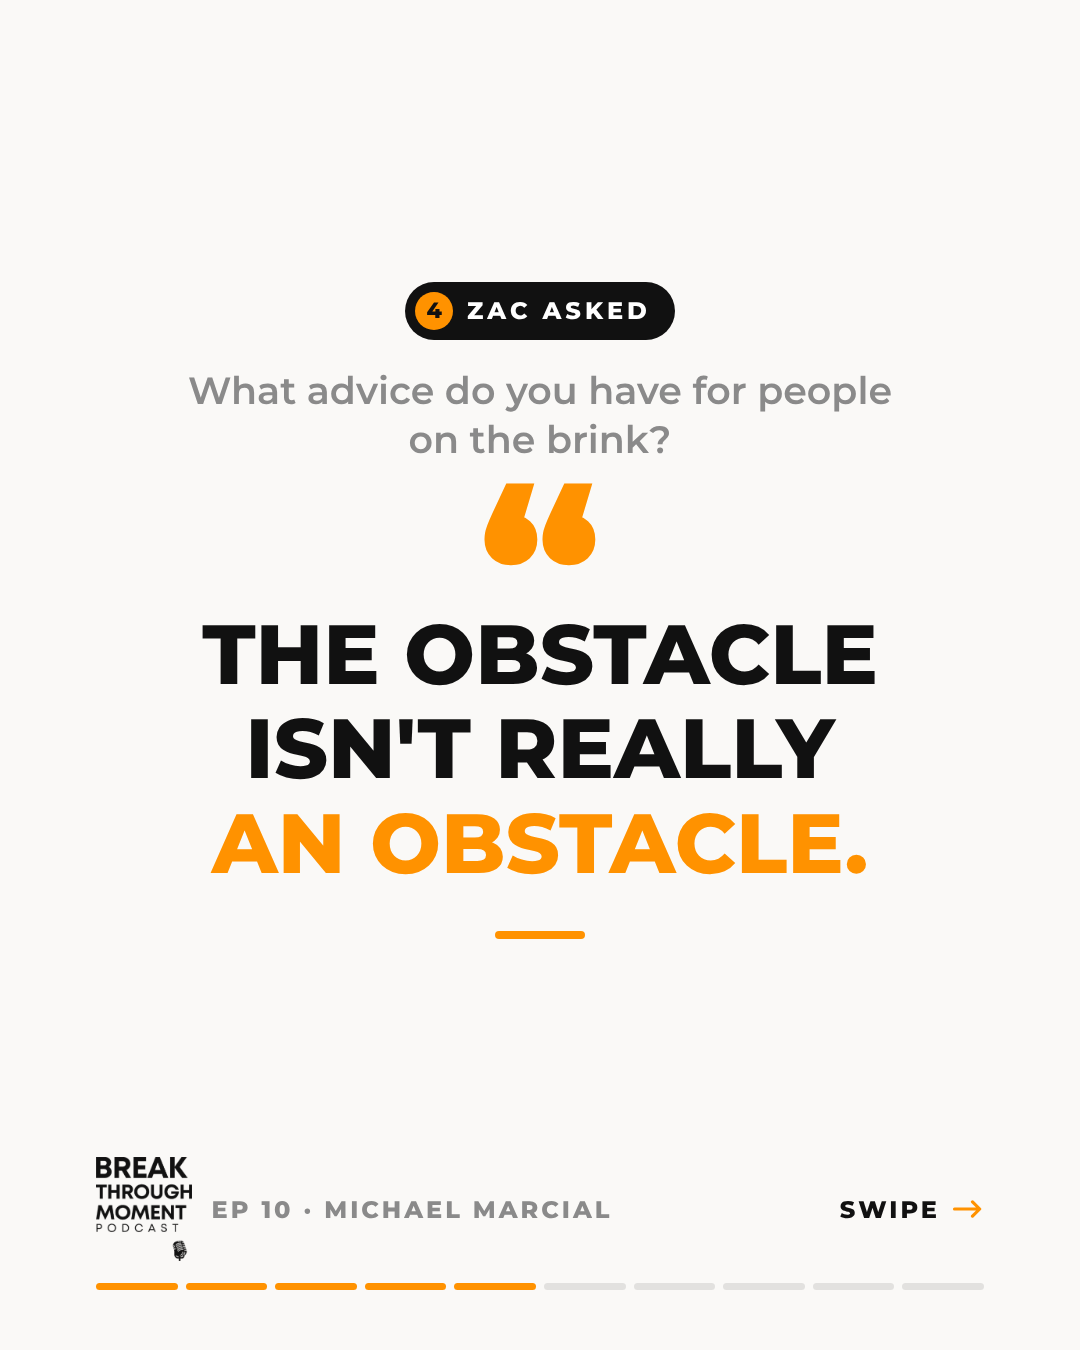 4 ZAC ASKED
What advice do you have for people
on the brink?
“
THE OBSTACLE
ISN'T REALLY
AN OBSTACLE.
BREAK
THROUGH
MOMENT
PODCAST
EP 10 · MICHAEL MARCIAL
SWIPE →